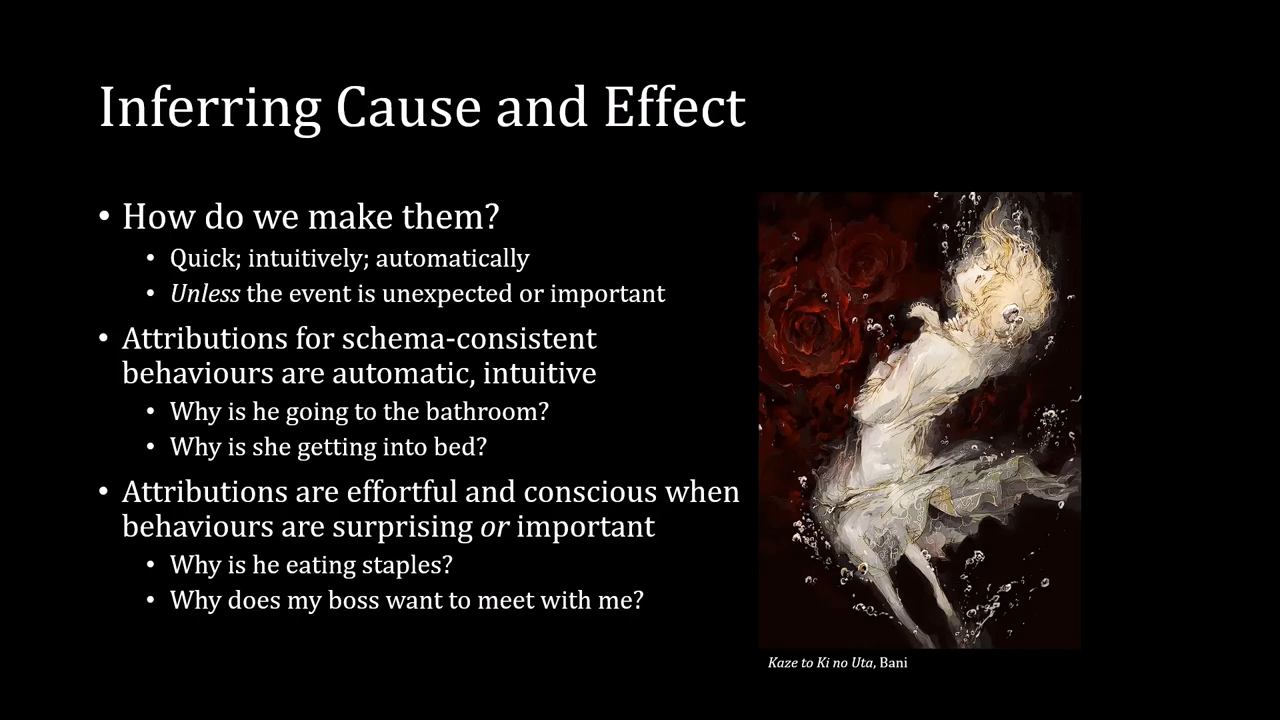 Inferring Cause and Effect
• How do we make them?
• Quick; intuitively; automatically
• Unless the event is unexpected or important
• Attributions for schema-consistent
behaviours are automatic, intuitive
• Why is he going to the bathroom?
• Why is she getting into bed?
• Attributions are effortful and conscious when
behaviours are surprising or important
• Why is he eating staples?
• Why does my boss want to meet with me?
Kaze to Ki no Uta, Bani